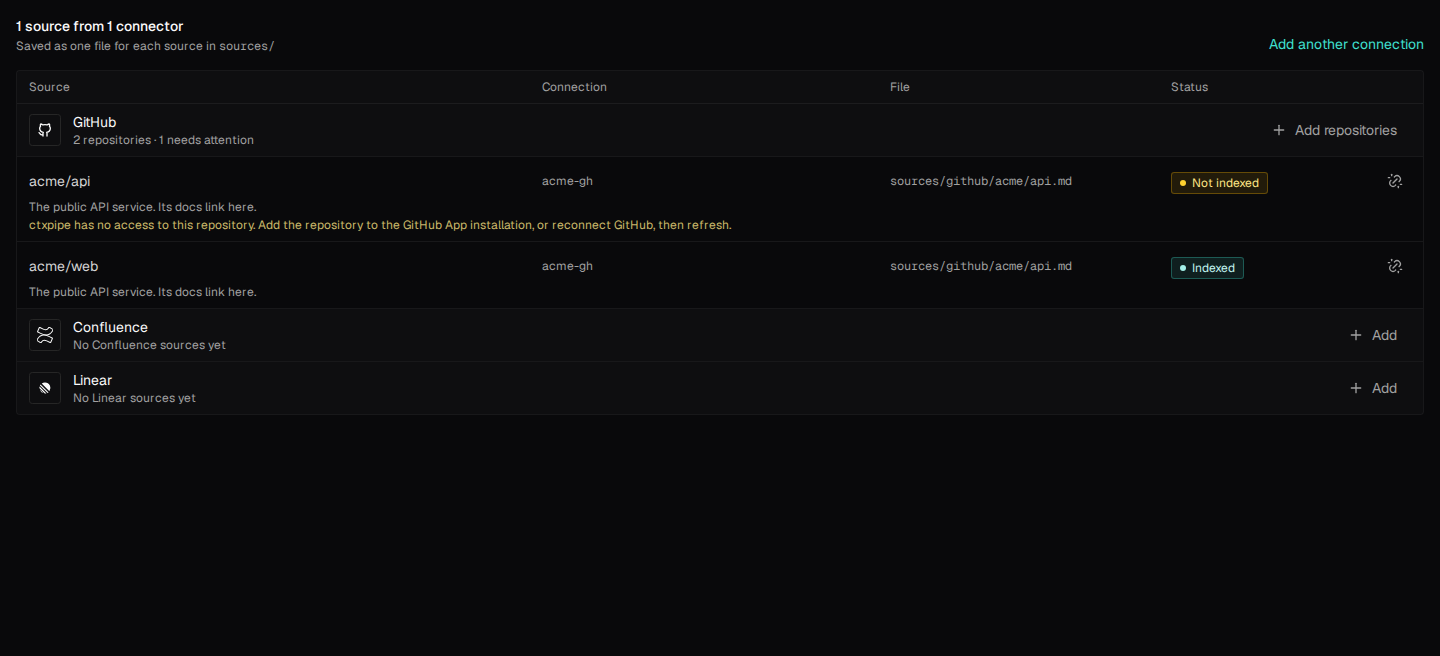 1 source from 1 connector
Saved as one file for each source in sources/
Add another connection
Source Connection File Status
GitHub
2 repositories · 1 needs attention
+ Add repositories
acme/api acme-gh sources/github/acme/api.md Not indexed
The public API service. Its docs link here.
ctxpipe has no access to this repository. Add the repository to the GitHub App installation, or reconnect GitHub, then refresh.
acme/web acme-gh sources/github/acme/api.md Indexed
The public API service. Its docs link here.
Confluence
No Confluence sources yet
+ Add
Linear
No Linear sources yet
+ Add